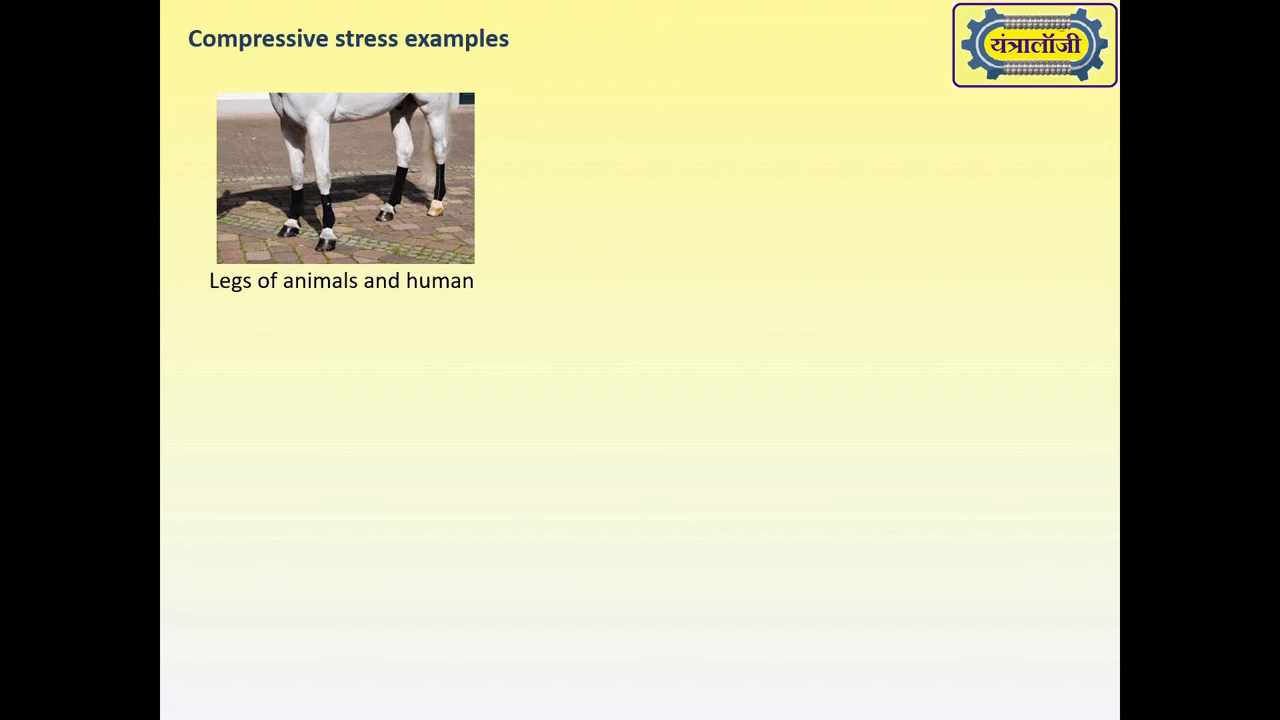 Compressive stress examples
यंत्रालॉजी
Legs of animals and human